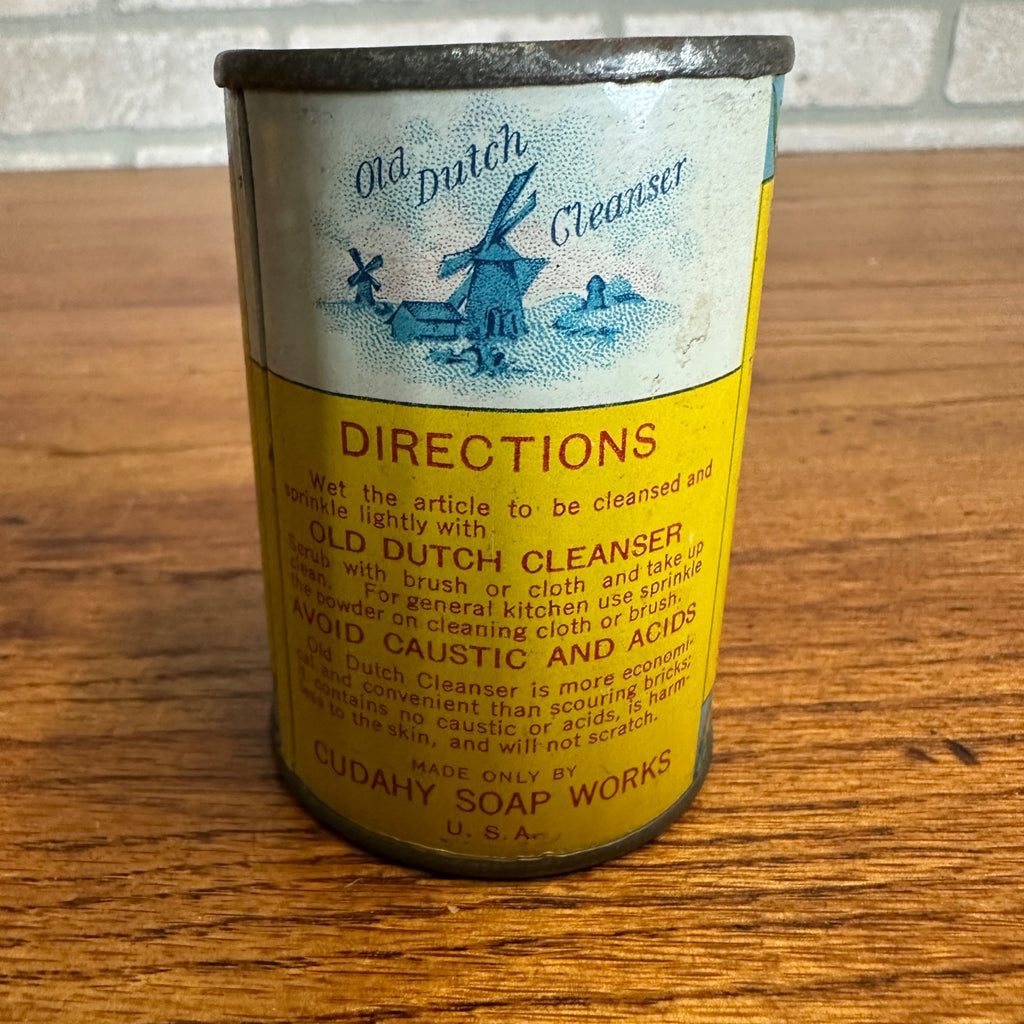 Old Dutch Cleanser
DIRECTIONS
Wet the article to be cleansed and
sprinkle lightly with
OLD DUTCH CLEANSER
Scrub with brush or cloth and take up
clean. For general kitchen use sprinkle
the powder on cleaning cloth or brush.
AVOID CAUSTIC AND ACIDS
Old Dutch Cleanser is more economi-
cal and convenient than scouring bricks;
it contains no caustic or acids, is harm-
less to the skin, and will not scratch.
MADE ONLY BY
CUDAHY SOAP WORKS
U. S. A.